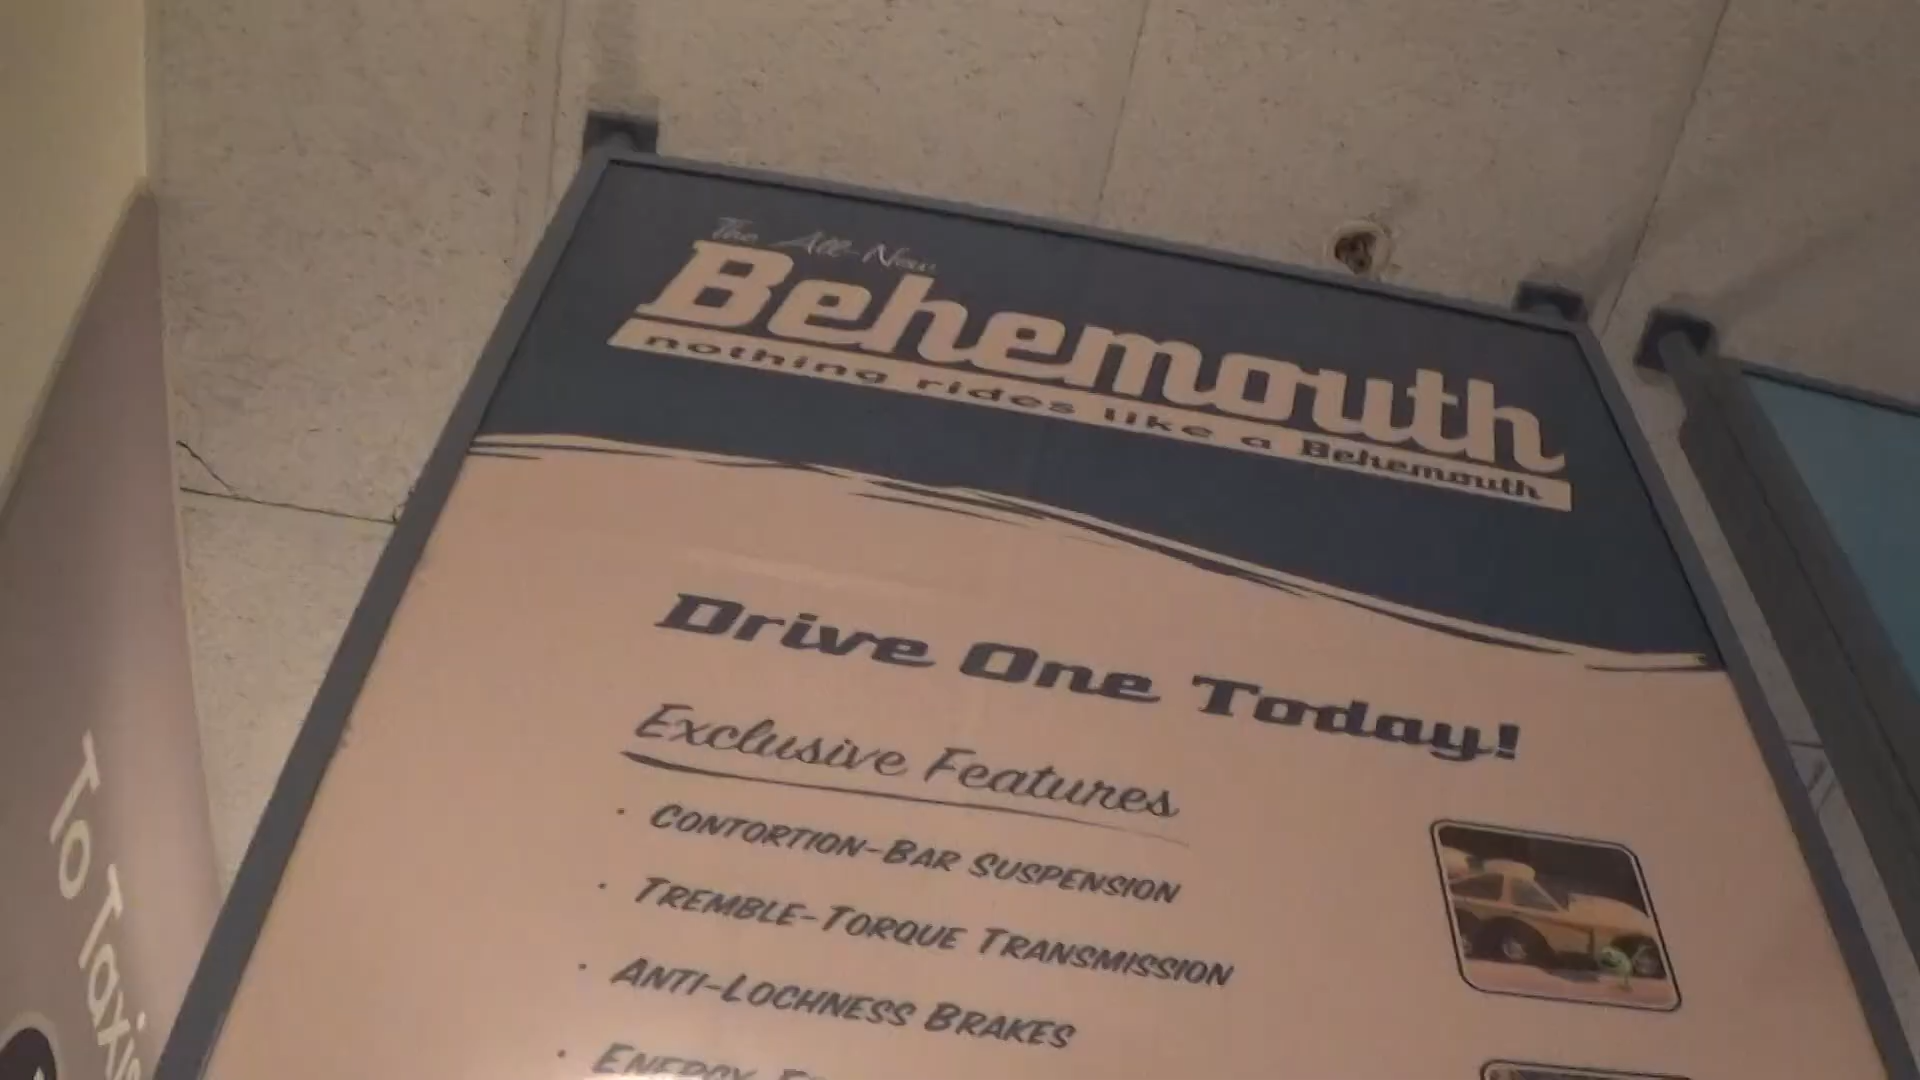 The All-New
Behemouth
nothing rides like a Behemouth
Drive One Today!
Exclusive Features
· CONTORTION-BAR SUSPENSION
· TREMBLE-TORQUE TRANSMISSION
· ANTI-LOCHNESS BRAKES
· ENERGY
To Taxis